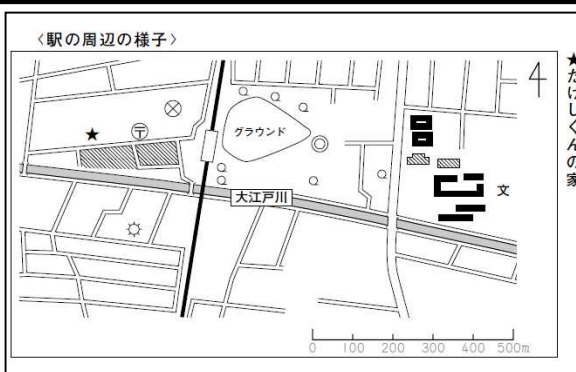 〈駅の周辺の様子〉
★たけしくんの家
グラウンド
大江戸川
文
0 100 200 300 400 500m